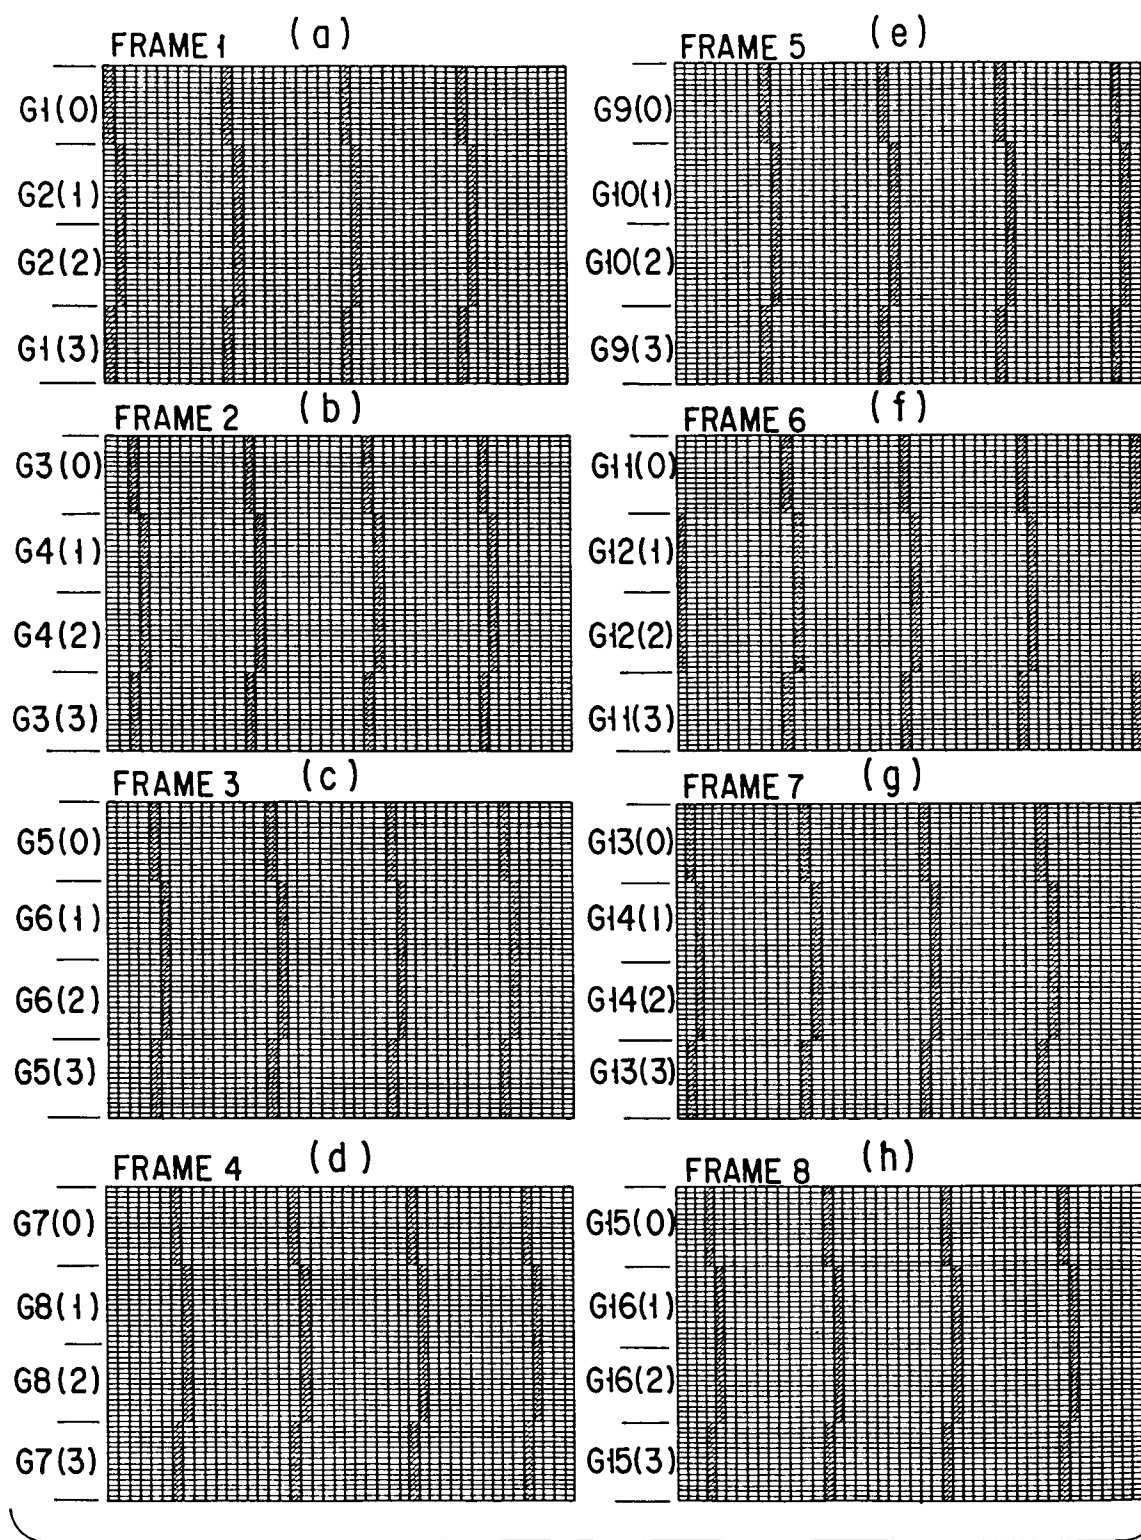 FRAME 1 (a)
G1(0)
G2(1)
G2(2)
G1(3)
FRAME 2 (b)
G3(0)
G4(1)
G4(2)
G3(3)
FRAME 3 (c)
G5(0)
G6(1)
G6(2)
G5(3)
FRAME 4 (d)
G7(0)
G8(1)
G8(2)
G7(3)
FRAME 5 (e)
G9(0)
G10(1)
G10(2)
G9(3)
FRAME 6 (f)
G11(0)
G12(1)
G12(2)
G11(3)
FRAME 7 (g)
G13(0)
G14(1)
G14(2)
G13(3)
FRAME 8 (h)
G15(0)
G16(1)
G16(2)
G15(3)